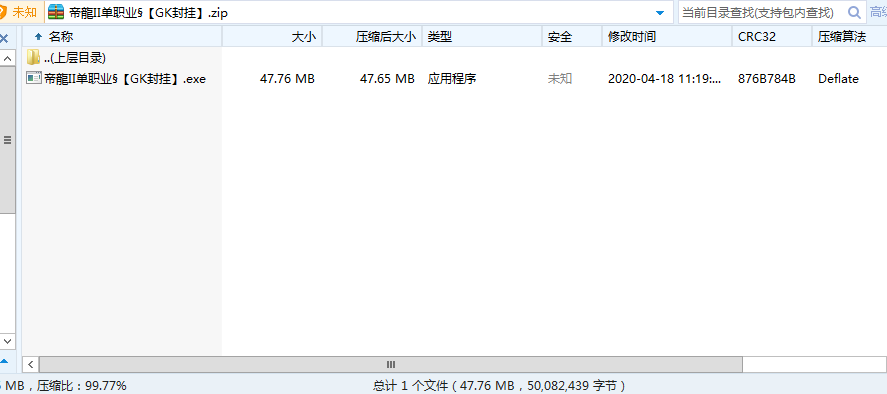 未知 帝龍II单职业§【GK封挂】.zip 当前目录查找(支持包内查找) 高级
名称 大小 压缩后大小 类型 安全 修改时间 CRC32 压缩算法
..(上层目录)
帝龍II单职业§【GK封挂】.exe 47.76 MB 47.65 MB 应用程序 未知 2020-04-18 11:19:... 876B784B Deflate
MB，压缩比：99.77% 总计 1 个文件（47.76 MB，50,082,439 字节）